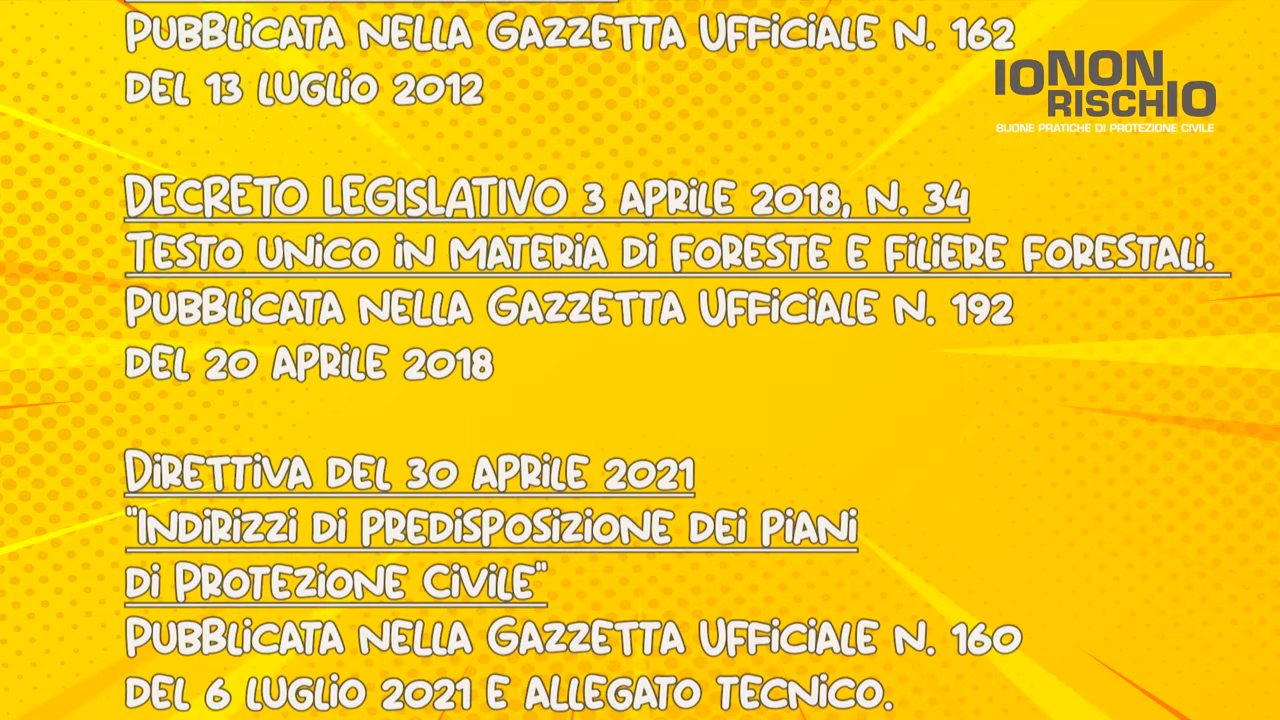 PUBBLICATA NELLA GAZZETTA UFFICIALE N. 162
DEL 13 LUGLIO 2012
IO NON RISCHIO
BUONE PRATICHE DI PROTEZIONE CIVILE
DECRETO LEGISLATIVO 3 APRILE 2018, N. 34
TESTO UNICO IN MATERIA DI FORESTE E FILIERE FORESTALI.
PUBBLICATA NELLA GAZZETTA UFFICIALE N. 192
DEL 20 APRILE 2018
DIRETTIVA DEL 30 APRILE 2021
"INDIRIZZI DI PREDISPOSIZIONE DEI PIANI
DI PROTEZIONE CIVILE"
PUBBLICATA NELLA GAZZETTA UFFICIALE N. 160
DEL 6 LUGLIO 2021 E ALLEGATO TECNICO.